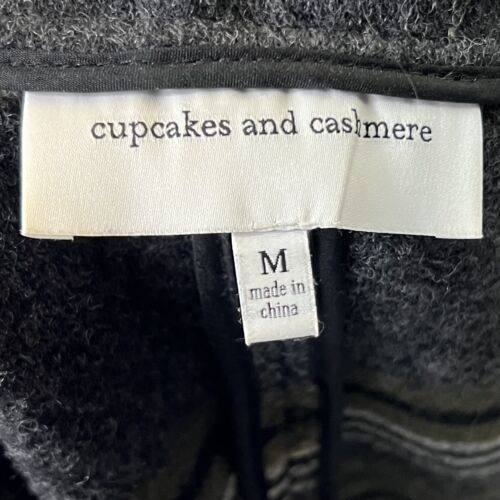 cupcakes and cashmere
M
made in
china